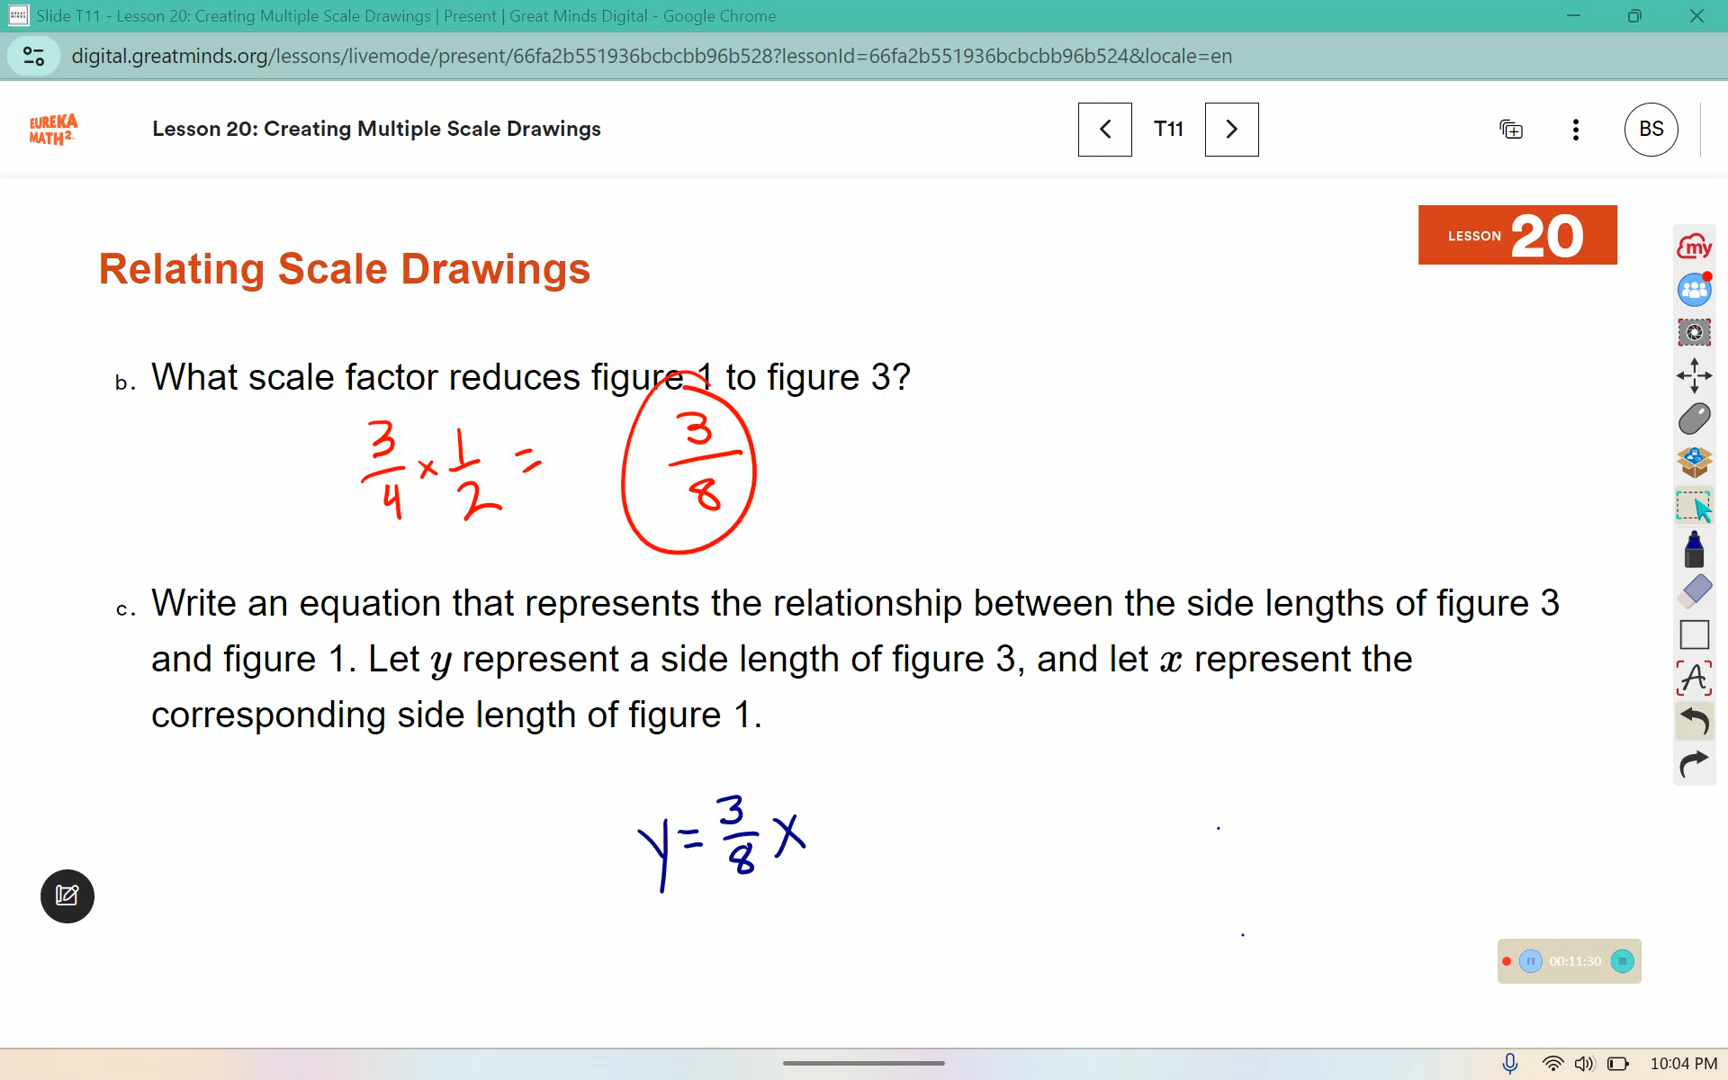 Slide T11 - Lesson 20: Creating Multiple Scale Drawings | Present | Great Minds Digital - Google Chrome
digital.greatminds.org/lessons/livemode/present/66fa2b551936bcbcbb96b528?lessonId=66fa2b551936bcbcbb96b524&locale=en
EUREKA
MATH²
Lesson 20: Creating Multiple Scale Drawings
T11
BS
LESSON 20
my
Relating Scale Drawings
b. What scale factor reduces figure 1 to figure 3?
3/4 × 1/2 = 3/8
c. Write an equation that represents the relationship between the side lengths of figure 3
and figure 1. Let y represent a side length of figure 3, and let x represent the
corresponding side length of figure 1.
y = 3/8 x
A
00:11:30
10:04 PM